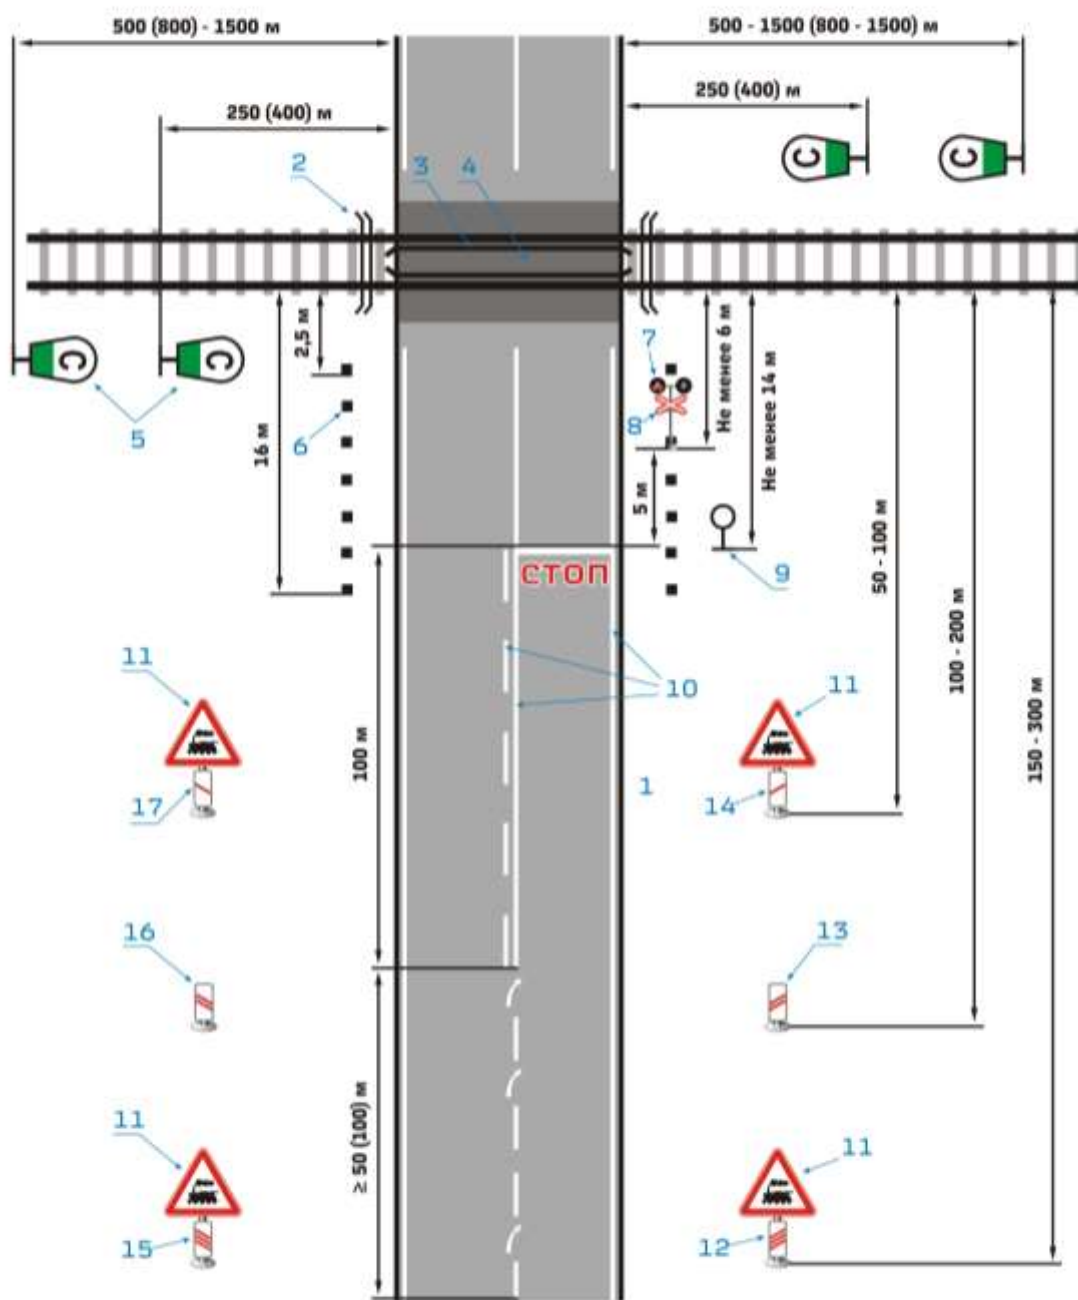 500 (800) - 1500 м
500 - 1500 (800 - 1500) м
250 (400) м
250 (400) м
С
С
2
3
4
2,5 м
16 м
С
С
5
6
7
8
Не менее 6 м
Не менее 14 м
5 м
9
СТОП
50 - 100 м
100 - 200 м
150 - 300 м
11
10
11
100 м
1
17
14
16
13
≥ 50 (100) м
11
11
15
12